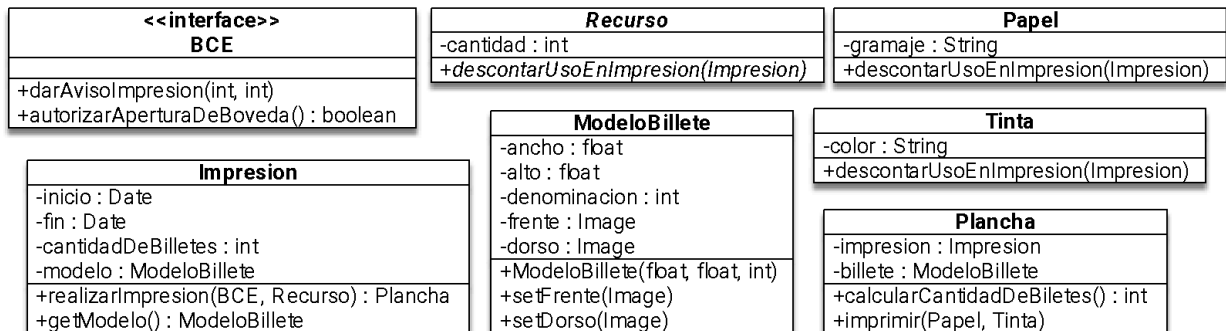 <<interface>>
BCE
+darAvisoImpresion(int, int)
+autorizarAperturaDeBoveda() : boolean
Recurso
-cantidad : int
+descontarUsoEnImpresion(Impresion)
Papel
-gramaje : String
+descontarUsoEnImpresion(Impresion)
Impresion
-inicio : Date
-fin : Date
-cantidadDeBilletes : int
-modelo : ModeloBillete
+realizarImpresion(BCE, Recurso) : Plancha
+getModelo() : ModeloBillete
ModeloBillete
-ancho : float
-alto : float
-denominacion : int
-frente : Image
-dorso : Image
+ModeloBillete(float, float, int)
+setFrente(Image)
+setDorso(Image)
Tinta
-color : String
+descontarUsoEnImpresion(Impresion)
Plancha
-impresion : Impresion
-billete : ModeloBillete
+calcularCantidadDeBiletes() : int
+imprimir(Papel, Tinta)